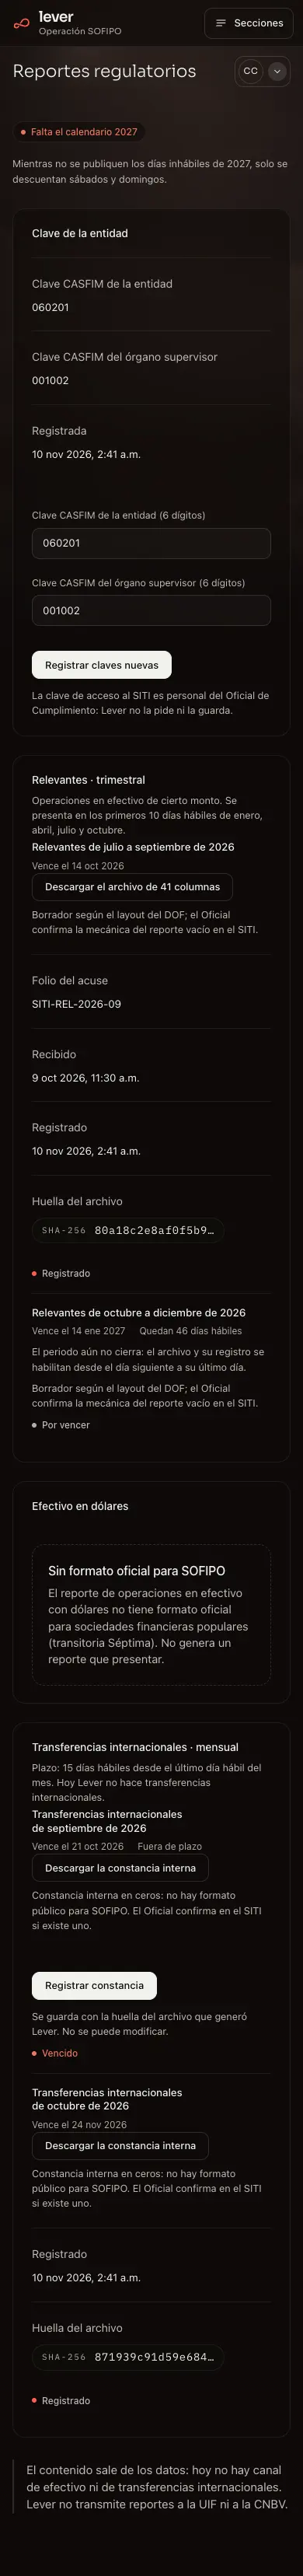 lever
Operación SOFIPO
Secciones
Reportes regulatorios
CC
Falta el calendario 2027
Mientras no se publiquen los días inhábiles de 2027, solo se
descuentan sábados y domingos.
Clave de la entidad
Clave CASFIM de la entidad
060201
Clave CASFIM del órgano supervisor
001002
Registrada
10 nov 2026, 2:41 a.m.
Clave CASFIM de la entidad (6 dígitos)
060201
Clave CASFIM del órgano supervisor (6 dígitos)
001002
Registrar claves nuevas
La clave de acceso al SITI es personal del Oficial de
Cumplimiento: Lever no la pide ni la guarda.
Relevantes · trimestral
Operaciones en efectivo de cierto monto. Se
presenta en los primeros 10 días hábiles de enero,
abril, julio y octubre.
Relevantes de julio a septiembre de 2026
Vence el 14 oct 2026
Descargar el archivo de 41 columnas
Borrador según el layout del DOF; el Oficial
confirma la mecánica del reporte vacío en el SITI.
Folio del acuse
SITI-REL-2026-09
Recibido
9 oct 2026, 11:30 a.m.
Registrado
10 nov 2026, 2:41 a.m.
Huella del archivo
SHA-256 80a18c2e8af0f5b9…
Registrado
Relevantes de octubre a diciembre de 2026
Vence el 14 ene 2027 Quedan 46 días hábiles
El periodo aún no cierra: el archivo y su registro se
habilitan desde el día siguiente a su último día.
Borrador según el layout del DOF; el Oficial
confirma la mecánica del reporte vacío en el SITI.
Por vencer
Efectivo en dólares
Sin formato oficial para SOFIPO
El reporte de operaciones en efectivo
con dólares no tiene formato oficial
para sociedades financieras populares
(transitoria Séptima). No genera un
reporte que presentar.
Transferencias internacionales · mensual
Plazo: 15 días hábiles desde el último día hábil del
mes. Hoy Lever no hace transferencias
internacionales.
Transferencias internacionales
de septiembre de 2026
Vence el 21 oct 2026 Fuera de plazo
Descargar la constancia interna
Constancia interna en ceros: no hay formato
público para SOFIPO. El Oficial confirma en el SITI
si existe uno.
Registrar constancia
Se guarda con la huella del archivo que generó
Lever. No se puede modificar.
Vencido
Transferencias internacionales
de octubre de 2026
Vence el 24 nov 2026
Descargar la constancia interna
Constancia interna en ceros: no hay formato
público para SOFIPO. El Oficial confirma en el SITI
si existe uno.
Registrado
10 nov 2026, 2:41 a.m.
Huella del archivo
SHA-256 871939c91d59e684…
Registrado
El contenido sale de los datos: hoy no hay canal
de efectivo ni de transferencias internacionales.
Lever no transmite reportes a la UIF ni a la CNBV.